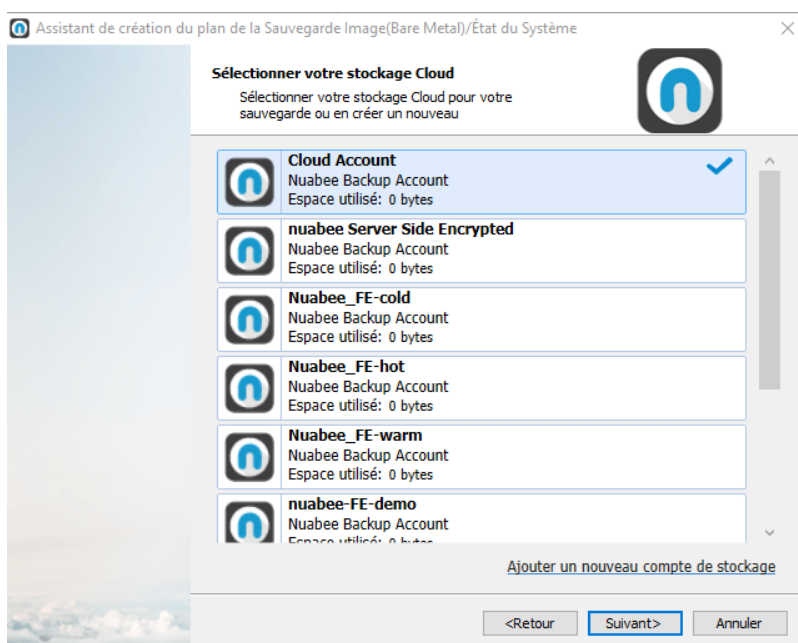 Assistant de création du plan de la Sauvegarde Image(Bare Metal)/État du Système
Sélectionner votre stockage Cloud
Sélectionner votre stockage Cloud pour votre
sauvegarde ou en créer un nouveau
Cloud Account
Nuabee Backup Account
Espace utilisé: 0 bytes
nuabee Server Side Encrypted
Nuabee Backup Account
Espace utilisé: 0 bytes
Nuabee_FE-cold
Nuabee Backup Account
Espace utilisé: 0 bytes
Nuabee_FE-hot
Nuabee Backup Account
Espace utilisé: 0 bytes
Nuabee_FE-warm
Nuabee Backup Account
Espace utilisé: 0 bytes
nuabee-FE-demo
Nuabee Backup Account
Espace utilisé: 0 bytes
Ajouter un nouveau compte de stockage
<Retour
Suivant>
Annuler